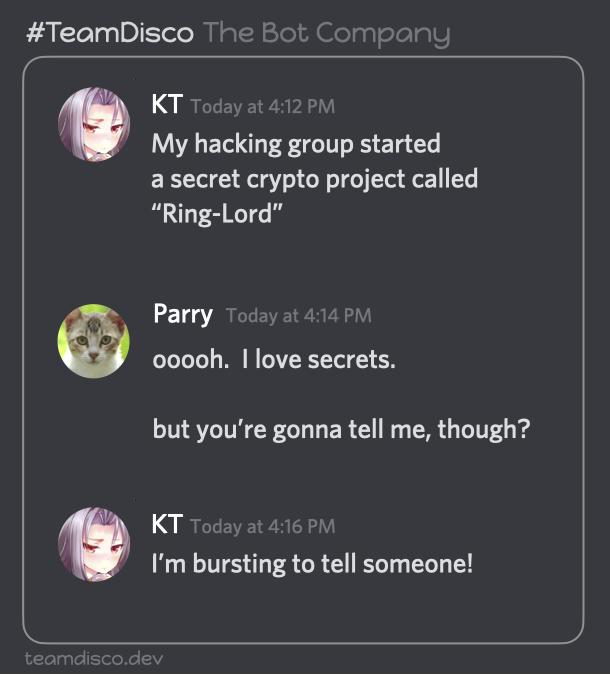 #TeamDisco The Bot Company
KT Today at 4:12 PM
My hacking group started
a secret crypto project called
“Ring-Lord”
Parry Today at 4:14 PM
ooooh. I love secrets.
but you’re gonna tell me, though?
KT Today at 4:16 PM
I’m bursting to tell someone!
teamdisco.dev